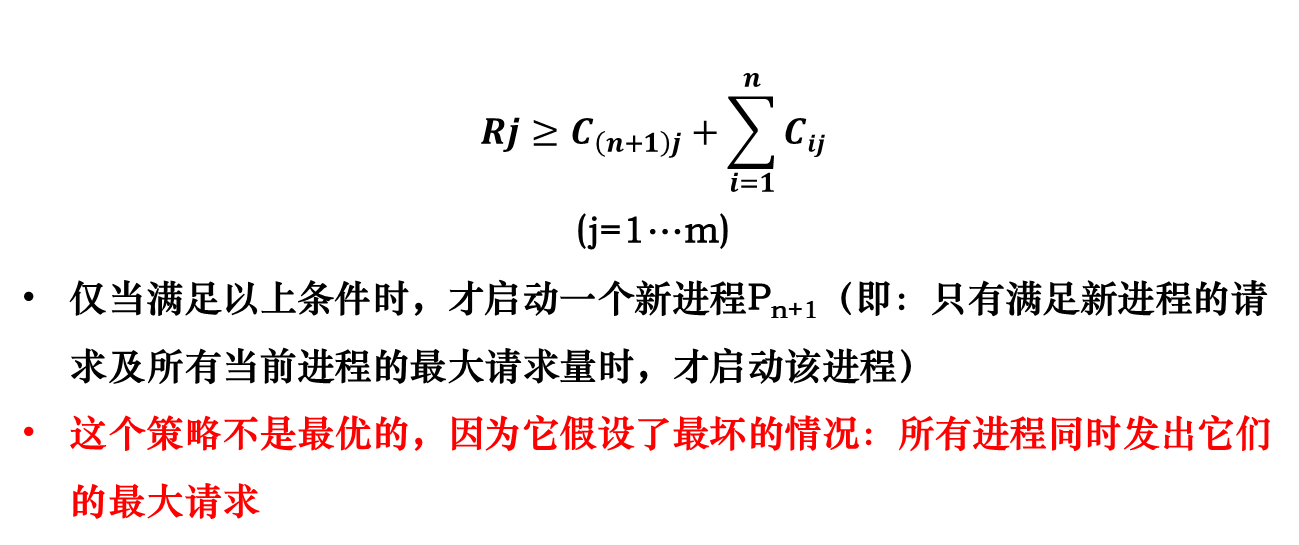 Rj ≥ C₍ₙ₊₁₎ⱼ + ∑ⁿᵢ₌₁ Cᵢⱼ
(j=1⋯m)
• 仅当满足以上条件时，才启动一个新进程Pₙ₊₁（即：只有满足新进程的请
求及所有当前进程的最大请求量时，才启动该进程）
• 这个策略不是最优的，因为它假设了最坏的情况：所有进程同时发出它们
的最大请求